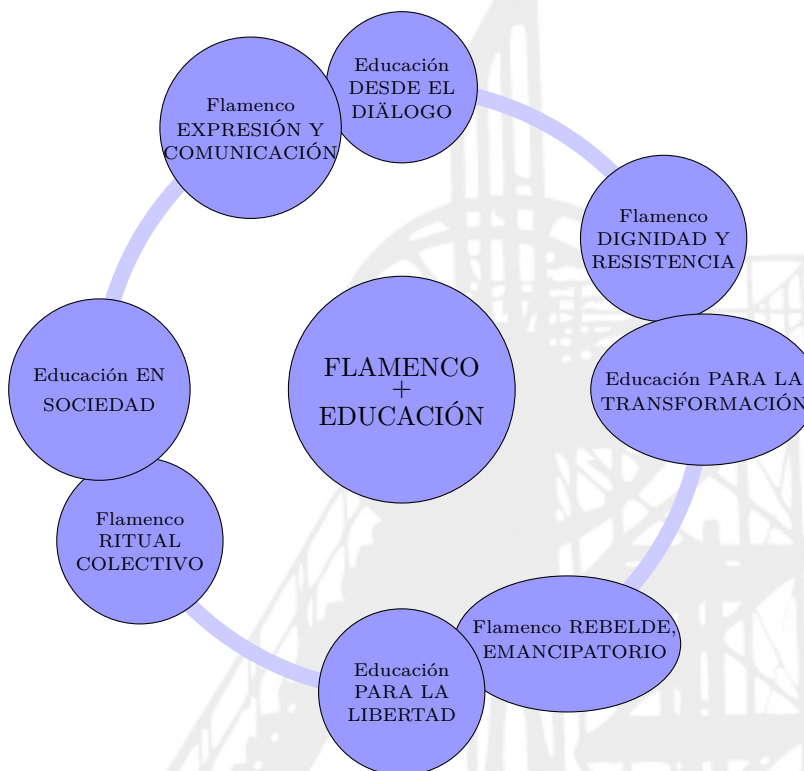 Educación
DESDE EL
DIÄLOGO
Flamenco
EXPRESIÓN Y
COMUNICACIÓN
Flamenco
DIGNIDAD Y
RESISTENCIA
FLAMENCO
+
EDUCACIÓN
Educación EN
SOCIEDAD
Educación PARA LA
TRANSFORMACIÓN
Flamenco
RITUAL
COLECTIVO
Flamenco REBELDE,
EMANCIPATORIO
Educación
PARA LA
LIBERTAD